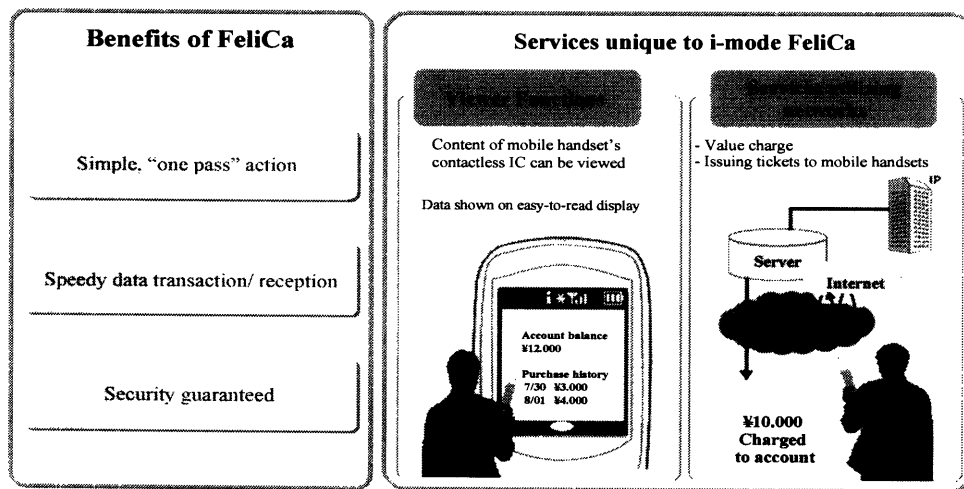 Benefits of FeliCa
Simple, “one pass” action
Speedy data transaction/ reception
Security guaranteed
Services unique to i-mode FeliCa
Viewer Functions
Content of mobile handset's
contactless IC can be viewed
Data shown on easy-to-read display
Account balance
¥12.000
Purchase history
7/30 ¥3.000
8/01 ¥4.000
- Value charge
- Issuing tickets to mobile handsets
IP
Server
Internet
¥10,000
Charged
to account